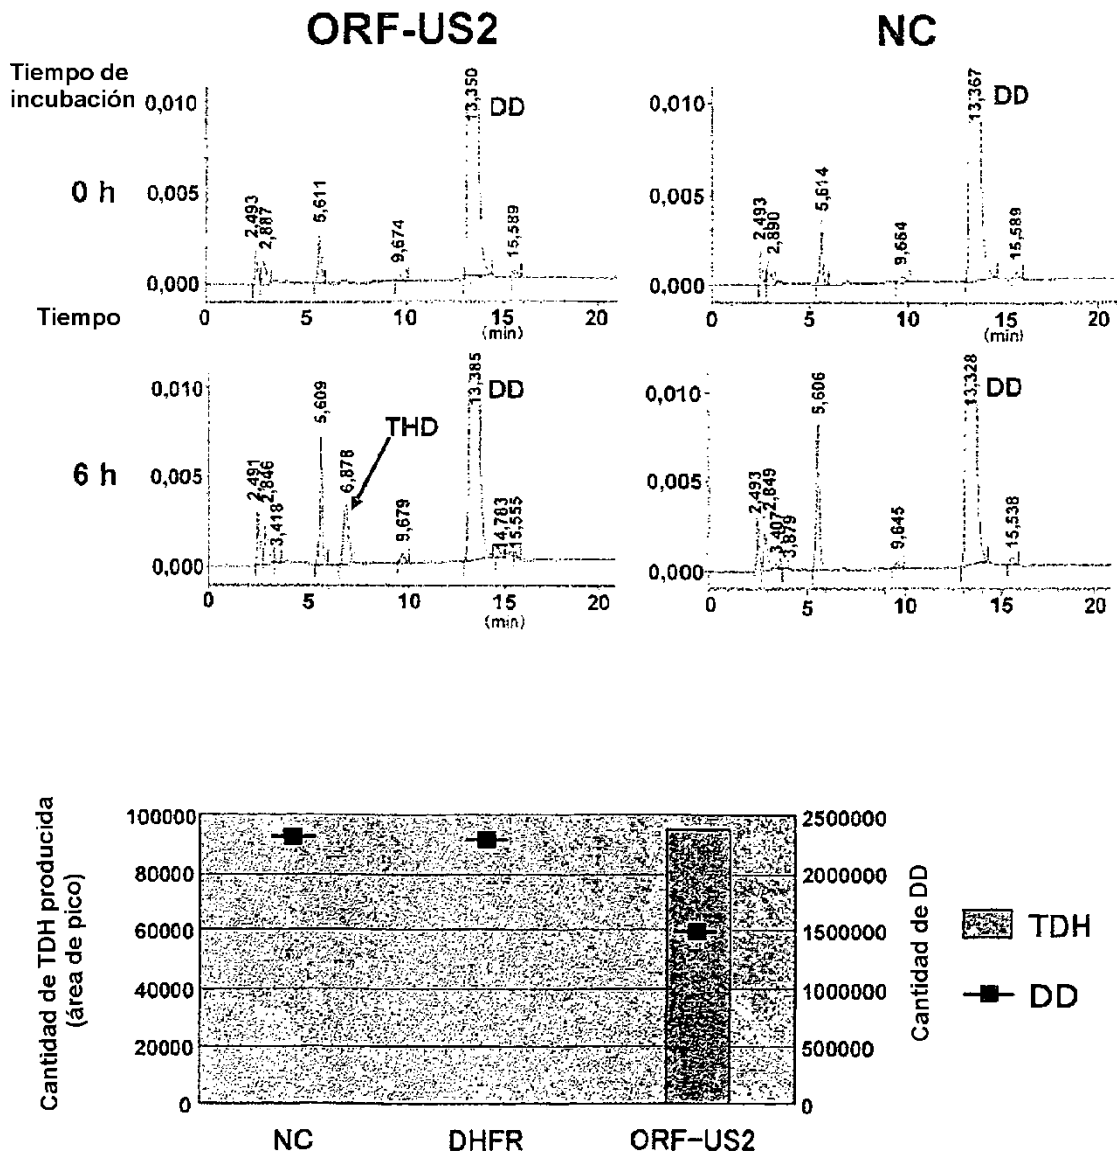 ORF-US2
NC
Tiempo de
incubación
0 h
0,010
0,005
0,000
2,493
2,887
5,611
9,674
13,350
DD
15,589
0,010
0,005
0,000
2,493
2,890
5,614
9,664
13,367
DD
15,589
Tiempo
0 5 10 15 20
(min)
0 5 10 15 20
(min)
6 h
0,010
0,005
0,000
2,491
2,846
3,418
5,609
6,878
THD
9,679
13,385
DD
14,783
15,555
0 5 10 15 20
(min)
0,010
0,005
0,000
2,493
2,849
3,407
3,879
5,606
9,645
13,328
DD
15,538
0 5 10 15 20
Cantidad de TDH producida
(área de pico)
100000
80000
60000
40000
20000
0
2500000
2000000
1500000
1000000
500000
0
Cantidad de DD
TDH
DD
NC DHFR ORF-US2